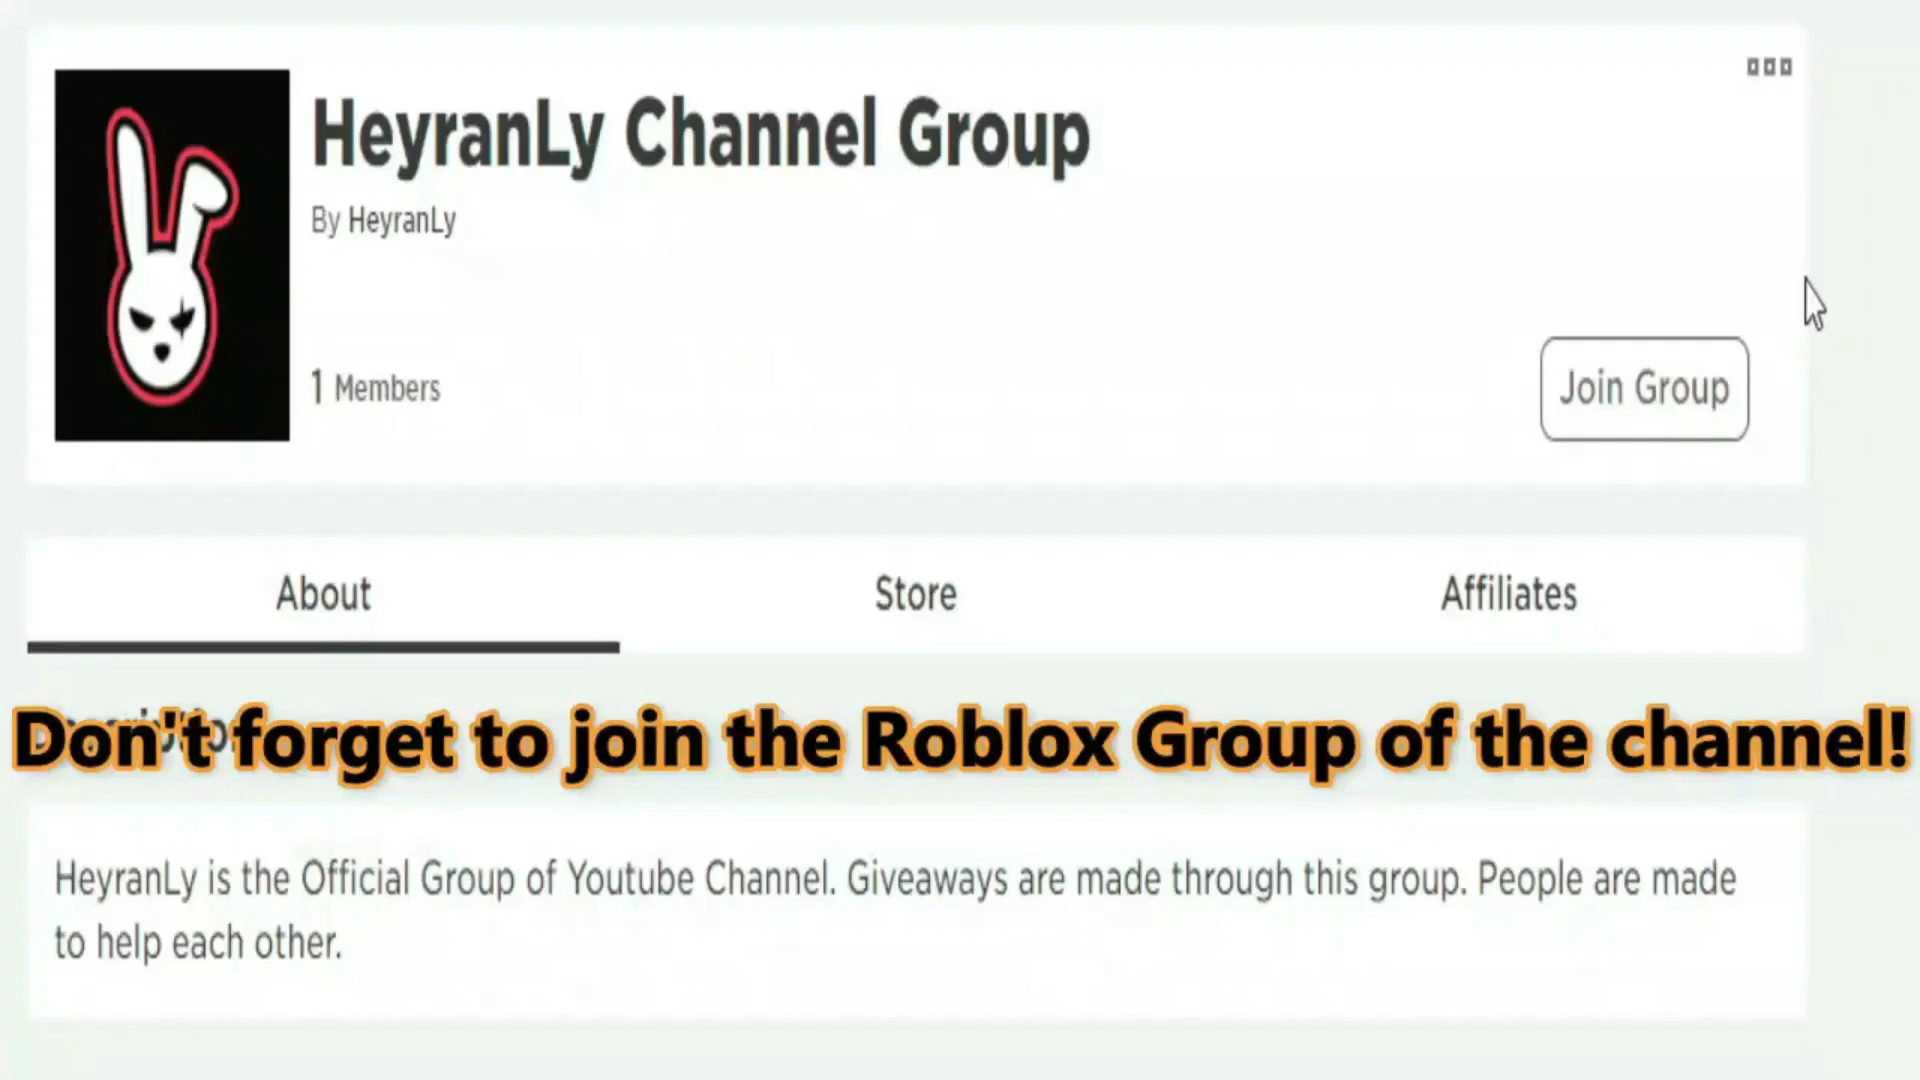 HeyranLy Channel Group
By HeyranLy
1 Members
Join Group
About
Store
Affiliates
Don't forget to join the Roblox Group of the channel!
HeyranLy is the Official Group of Youtube Channel. Giveaways are made through this group. People are made
to help each other.